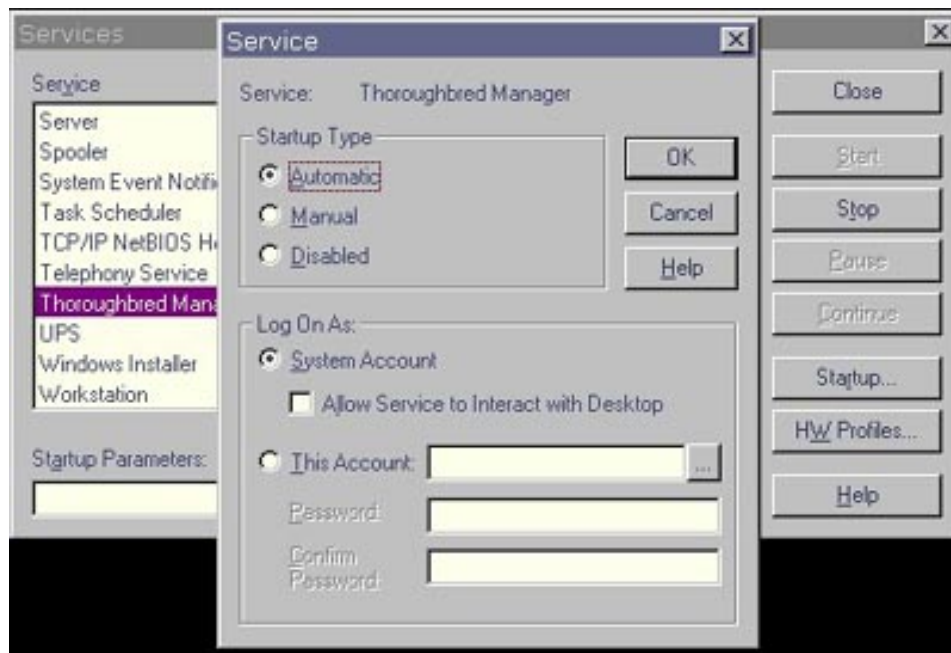 Services
Service
Server
Spooler
System Event Notifi
Task Scheduler
TCP/IP NetBIOS H
Telephony Service
Thoroughbred Mana
UPS
Windows Installer
Workstation
Startup Parameters:
Service
Service: Thoroughbred Manager
Startup Type
Automatic
Manual
Disabled
OK
Cancel
Help
Log On As:
System Account
Allow Service to Interact with Desktop
This Account:
...
Password:
Confirm
Password:
Close
Start
Stop
Pause
Continue
Startup...
HW Profiles...
Help